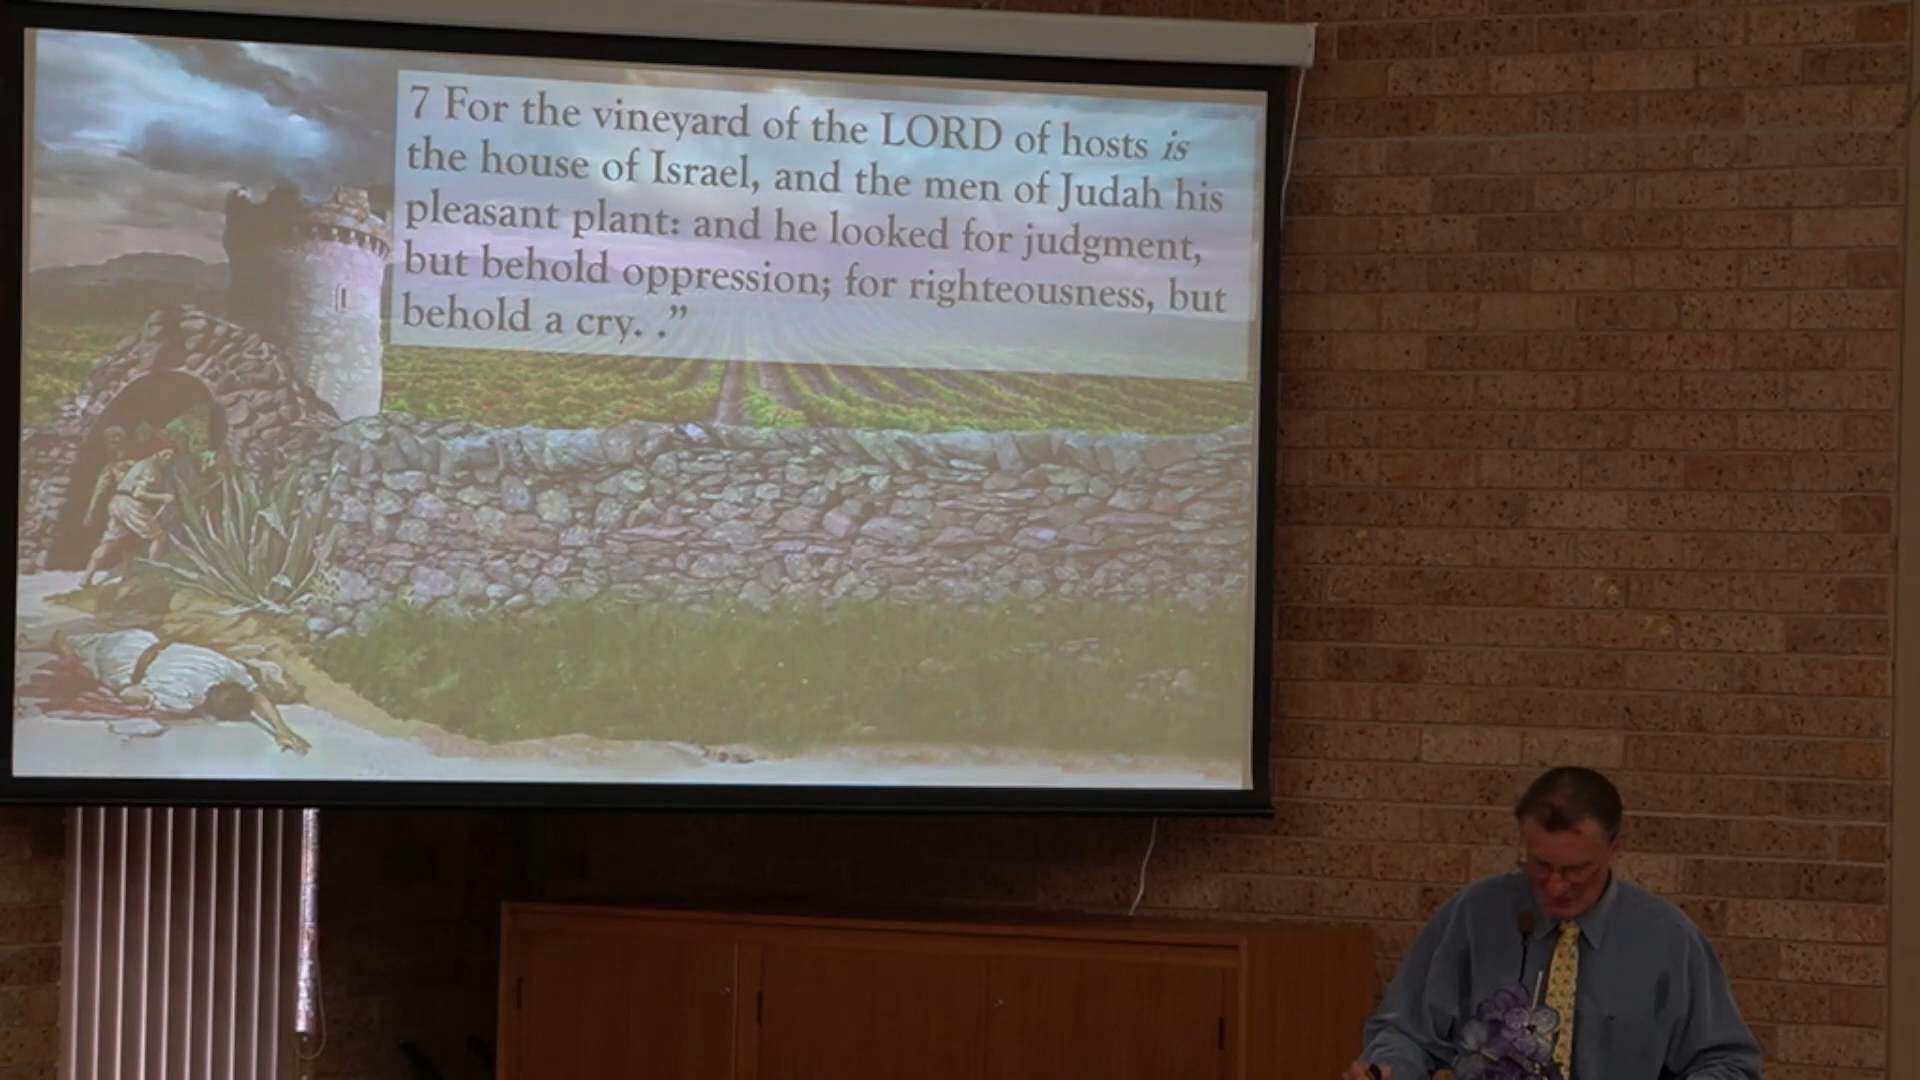 7 For the vineyard of the LORD of hosts is
the house of Israel, and the men of Judah his
pleasant plant: and he looked for judgment,
but behold oppression; for righteousness, but
behold a cry. .”